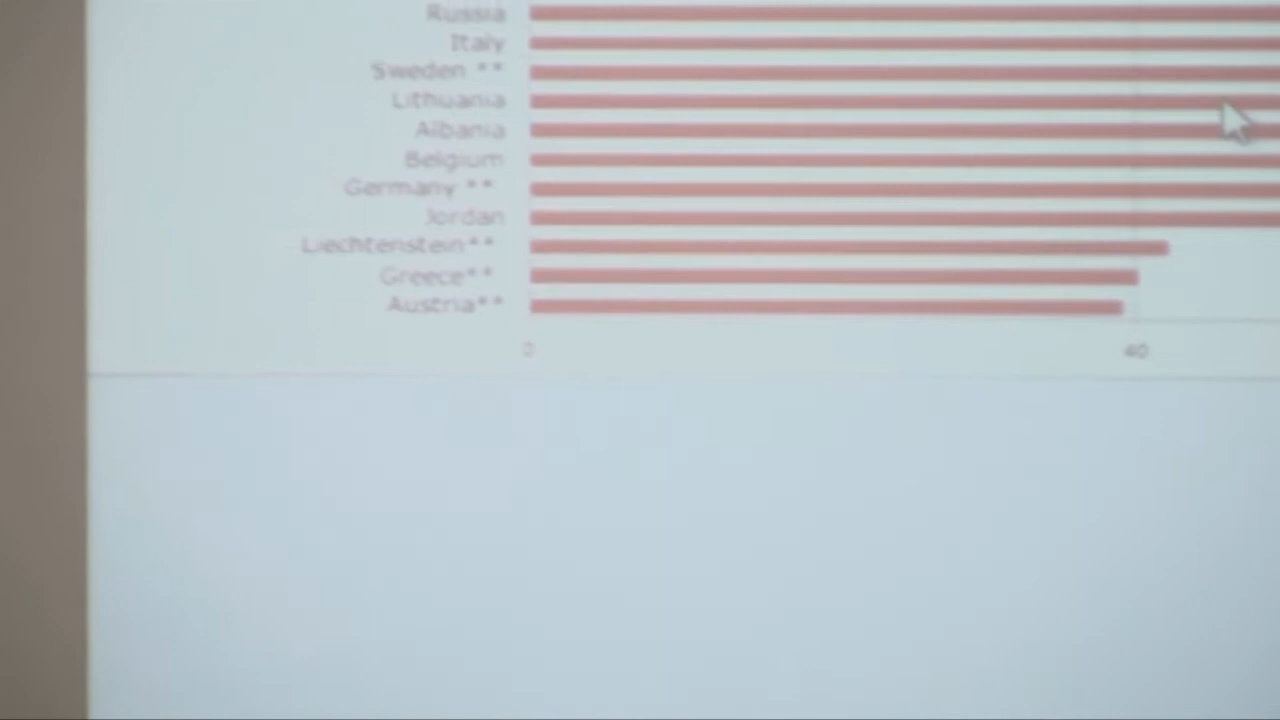 Russia
Italy
Sweden **
Lithuania
Albania
Belgium
Germany **
Jordan
Liechtenstein**
Greece**
Austria**
0 40